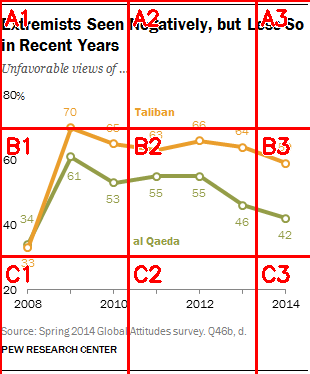 Extremists Seen Negatively, but Less So
in Recent Years
Unfavorable views of ...
80%
70
Taliban
65
63
66
64
60
61
53
55
55
34
46
42
40
al Qaeda
33
20
2008
2010
2012
2014
Source: Spring 2014 Global Attitudes survey. Q46b, d.
PEW RESEARCH CENTER
A1
A2
A3
B1
B2
B3
C1
C2
C3